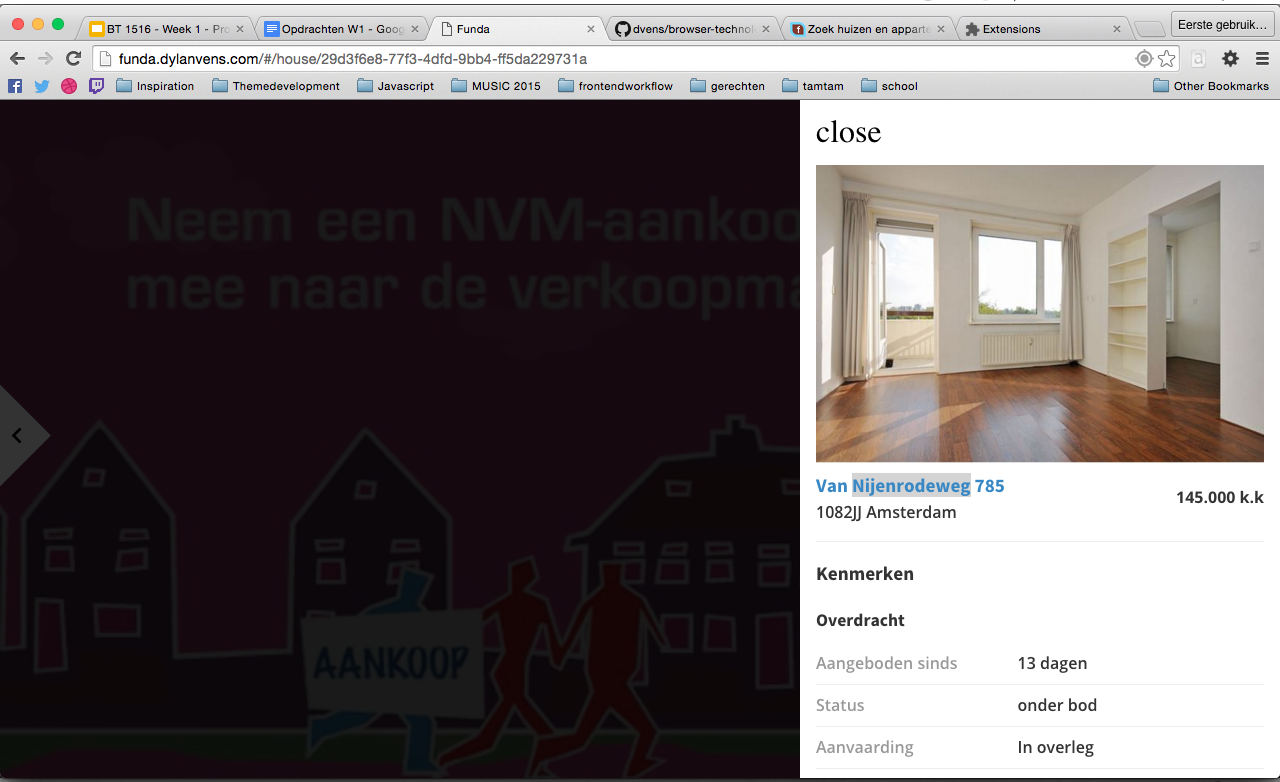 BT 1516 - Week 1 - Pro
Opdrachten W1 - Goog
Funda
dvens/browser-technol
Zoek huizen en apparte
Extensions
Eerste gebruik...
funda.dylanvens.com/#/house/29d3f6e8-77f3-4dfd-9bb4-ff5da229731a
Inspiration
Themedevelopment
Javascript
MUSIC 2015
frontendworkflow
gerechten
tamtam
school
Other Bookmarks
Neem een NVM-aankoo
mee naar de verkoopma
AANKOOP
close
Van Nijenrodeweg 785
145.000 k.k
1082JJ Amsterdam
Kenmerken
Overdracht
Aangeboden sinds 13 dagen
Status onder bod
Aanvaarding In overleg